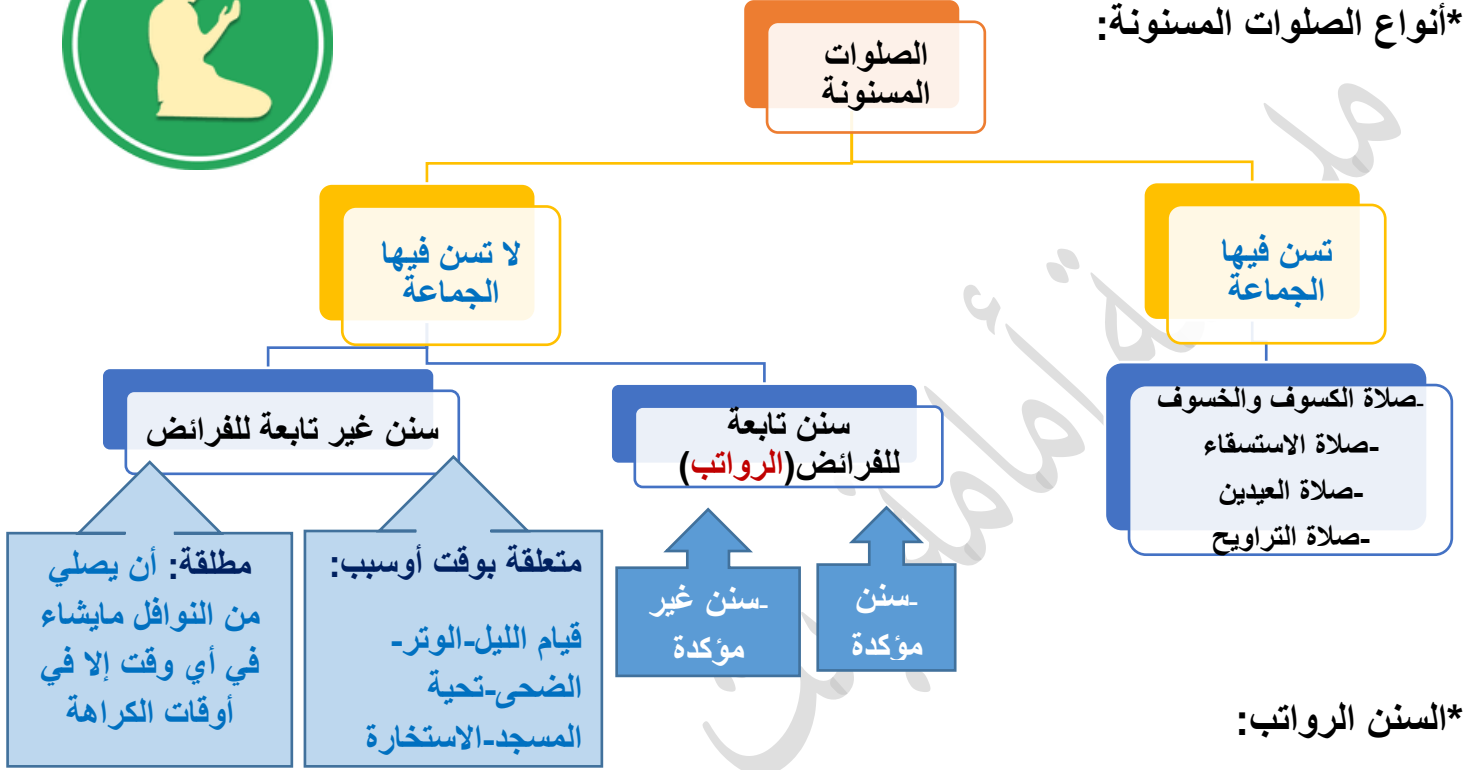 *أنواع الصلوات المسنونة:
الصلوات
المسنونة
تسن فيها
الجماعة
لا تسن فيها
الجماعة
-صلاة الكسوف والخسوف
-صلاة الاستسقاء
-صلاة العيدين
-صلاة التراويح
سنن تابعة
للفرائض(الرواتب)
سنن غير تابعة للفرائض
-سنن
مؤكدة
-سنن غير
مؤكدة
متعلقة بوقت أوسبب:
قيام الليل-الوتر-
الضحى-تحية
المسجد-الاستخارة
مطلقة: أن يصلي
من النوافل مايشاء
في أي وقت إلا في
أوقات الكراهة
*السنن الرواتب: